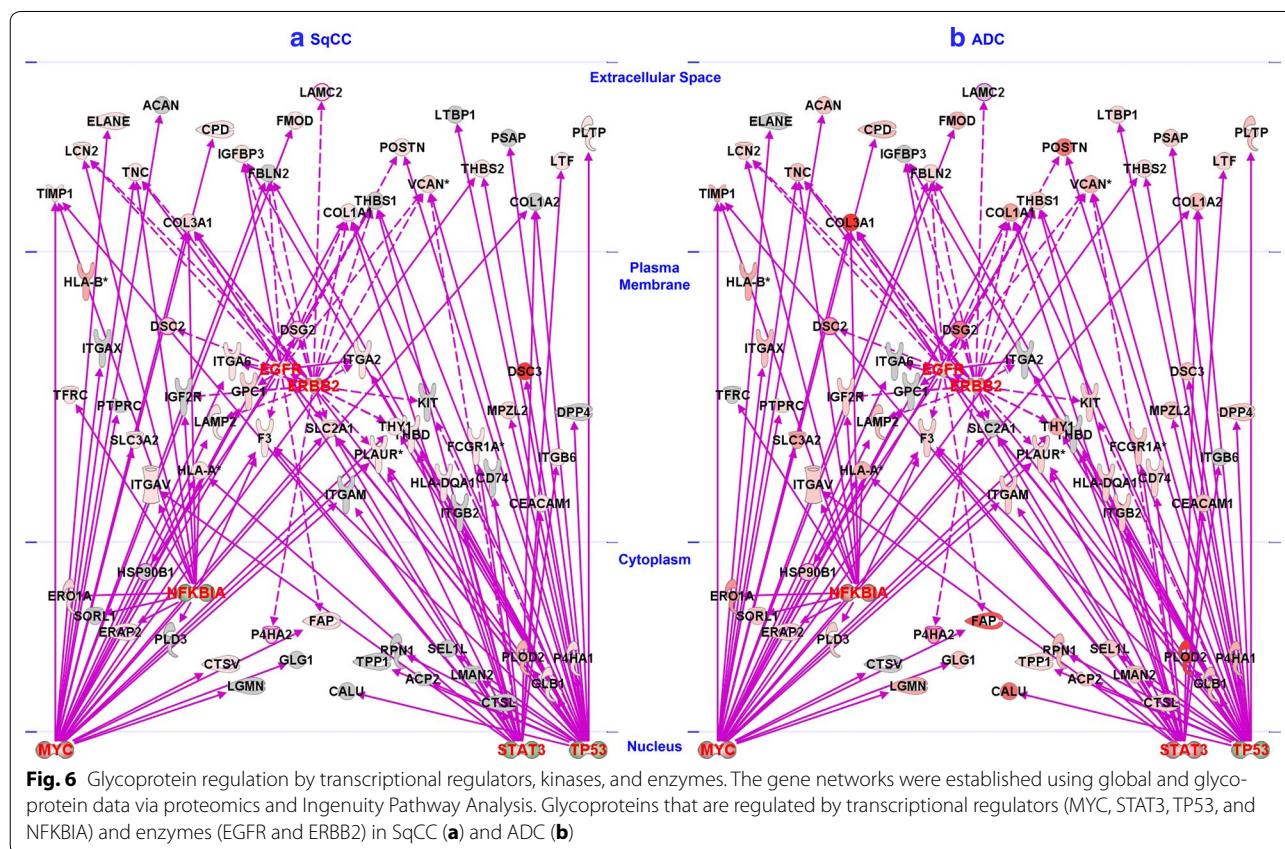 a SqCC
b ADC
Extracellular Space
LAMC2
ACAN
ELANE
CPD
FMOD
LTBP1
PSAP
PLTP
LCN2
TNC
IGFBP3
FBLN2
POSTN
THBS2
LTF
TIMP1
VCAN*
COL3A1
COL1A1
THBS1
COL1A2
Plasma
Membrane
HLA-B*
DSC2
DSG2
ITGAX
ITGA6
ITGA2
EGFR
ERBB2
DSC3
TFRC
PTPRC
IGF2R
GPC1
KIT
MPZL2
DPP4
LAMP2
SLC3A2
F3
SLC2A1
THY1
THBD
FCGR1A*
PLAUR*
ITGB6
ITGAV
HLA-A*
HLA-DQA1
CD74
ITGAM
ITGB2
CEACAM1
Cytoplasm
HSP90B1
ERO1A
NFKBIA
SORL1
ERAP2
PLD3
P4HA2
FAP
CTSV
GLG1
TPP1
RPN1
SEL1L
PLOD2
P4HA1
LGMN
CALU
ACP2
LMAN2
GLB1
CTSL
Nucleus
MYC
STAT3
TP53
LAMC2
ACAN
ELANE
CPD
FMOD
LTBP1
PSAP
PLTP
LCN2
TNC
IGFBP3
FBLN2
POSTN
THBS2
LTF
TIMP1
VCAN*
COL3A1
COL1A1
THBS1
COL1A2
HLA-B*
DSC2
DSG2
ITGAX
ITGA6
ITGA2
EGFR
ERBB2
DSC3
TFRC
PTPRC
IGF2R
GPC1
KIT
MPZL2
DPP4
LAMP2
SLC3A2
F3
SLC2A1
THY1
THBD
FCGR1A*
PLAUR*
ITGB6
ITGAV
HLA-A*
HLA-DQA1
CD74
ITGAM
ITGB2
CEACAM1
HSP90B1
ERO1A
NFKBIA
SORL1
ERAP2
PLD3
P4HA2
FAP
CTSV
GLG1
TPP1
RPN1
SEL1L
PLOD2
P4HA1
LGMN
CALU
ACP2
LMAN2
GLB1
CTSL
MYC
STAT3
TP53
Fig. 6 Glycoprotein regulation by transcriptional regulators, kinases, and enzymes. The gene networks were established using global and glyco-
protein data via proteomics and Ingenuity Pathway Analysis. Glycoproteins that are regulated by transcriptional regulators (MYC, STAT3, TP53, and
NFKBIA) and enzymes (EGFR and ERBB2) in SqCC (a) and ADC (b)